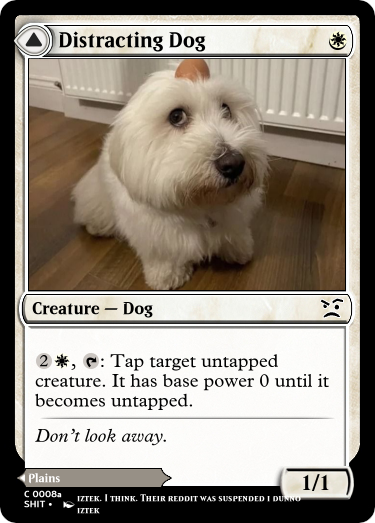 Distracting Dog
Creature — Dog
2, : Tap target untapped
creature. It has base power 0 until it
becomes untapped.
Don't look away.
Plains
1/1
C 0008a
SHIT •
IZTEK. I THINK. THEIR REDDIT WAS SUSPENDED I DUNNO
IZTEK